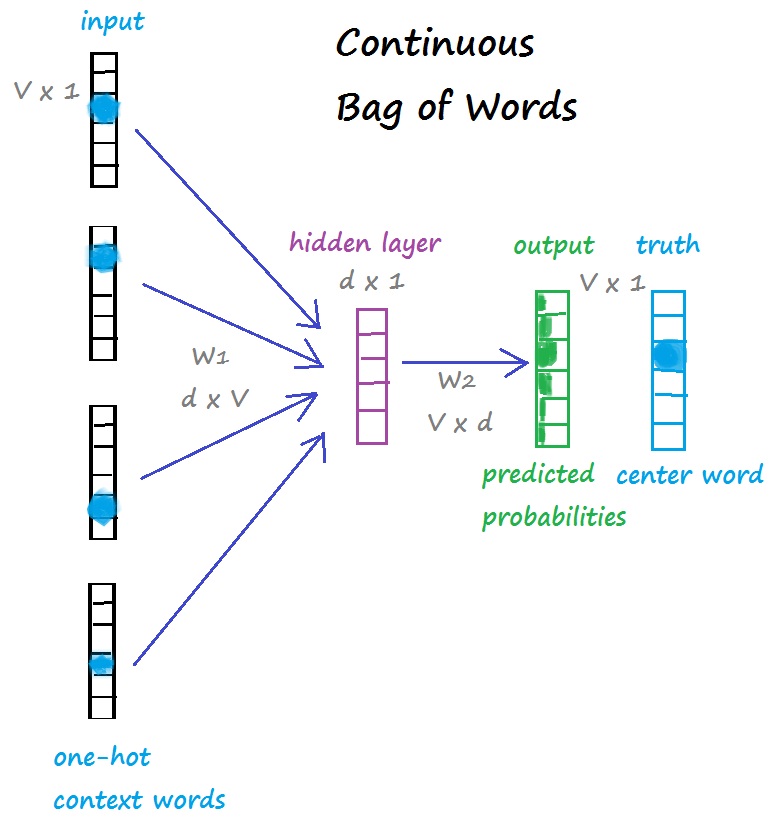 input
Continuous
Bag of Words
V x 1
hidden layer
d x 1
output
truth
V x 1
W1
d x V
W2
V x d
predicted
probabilities
center word
one-hot
context words